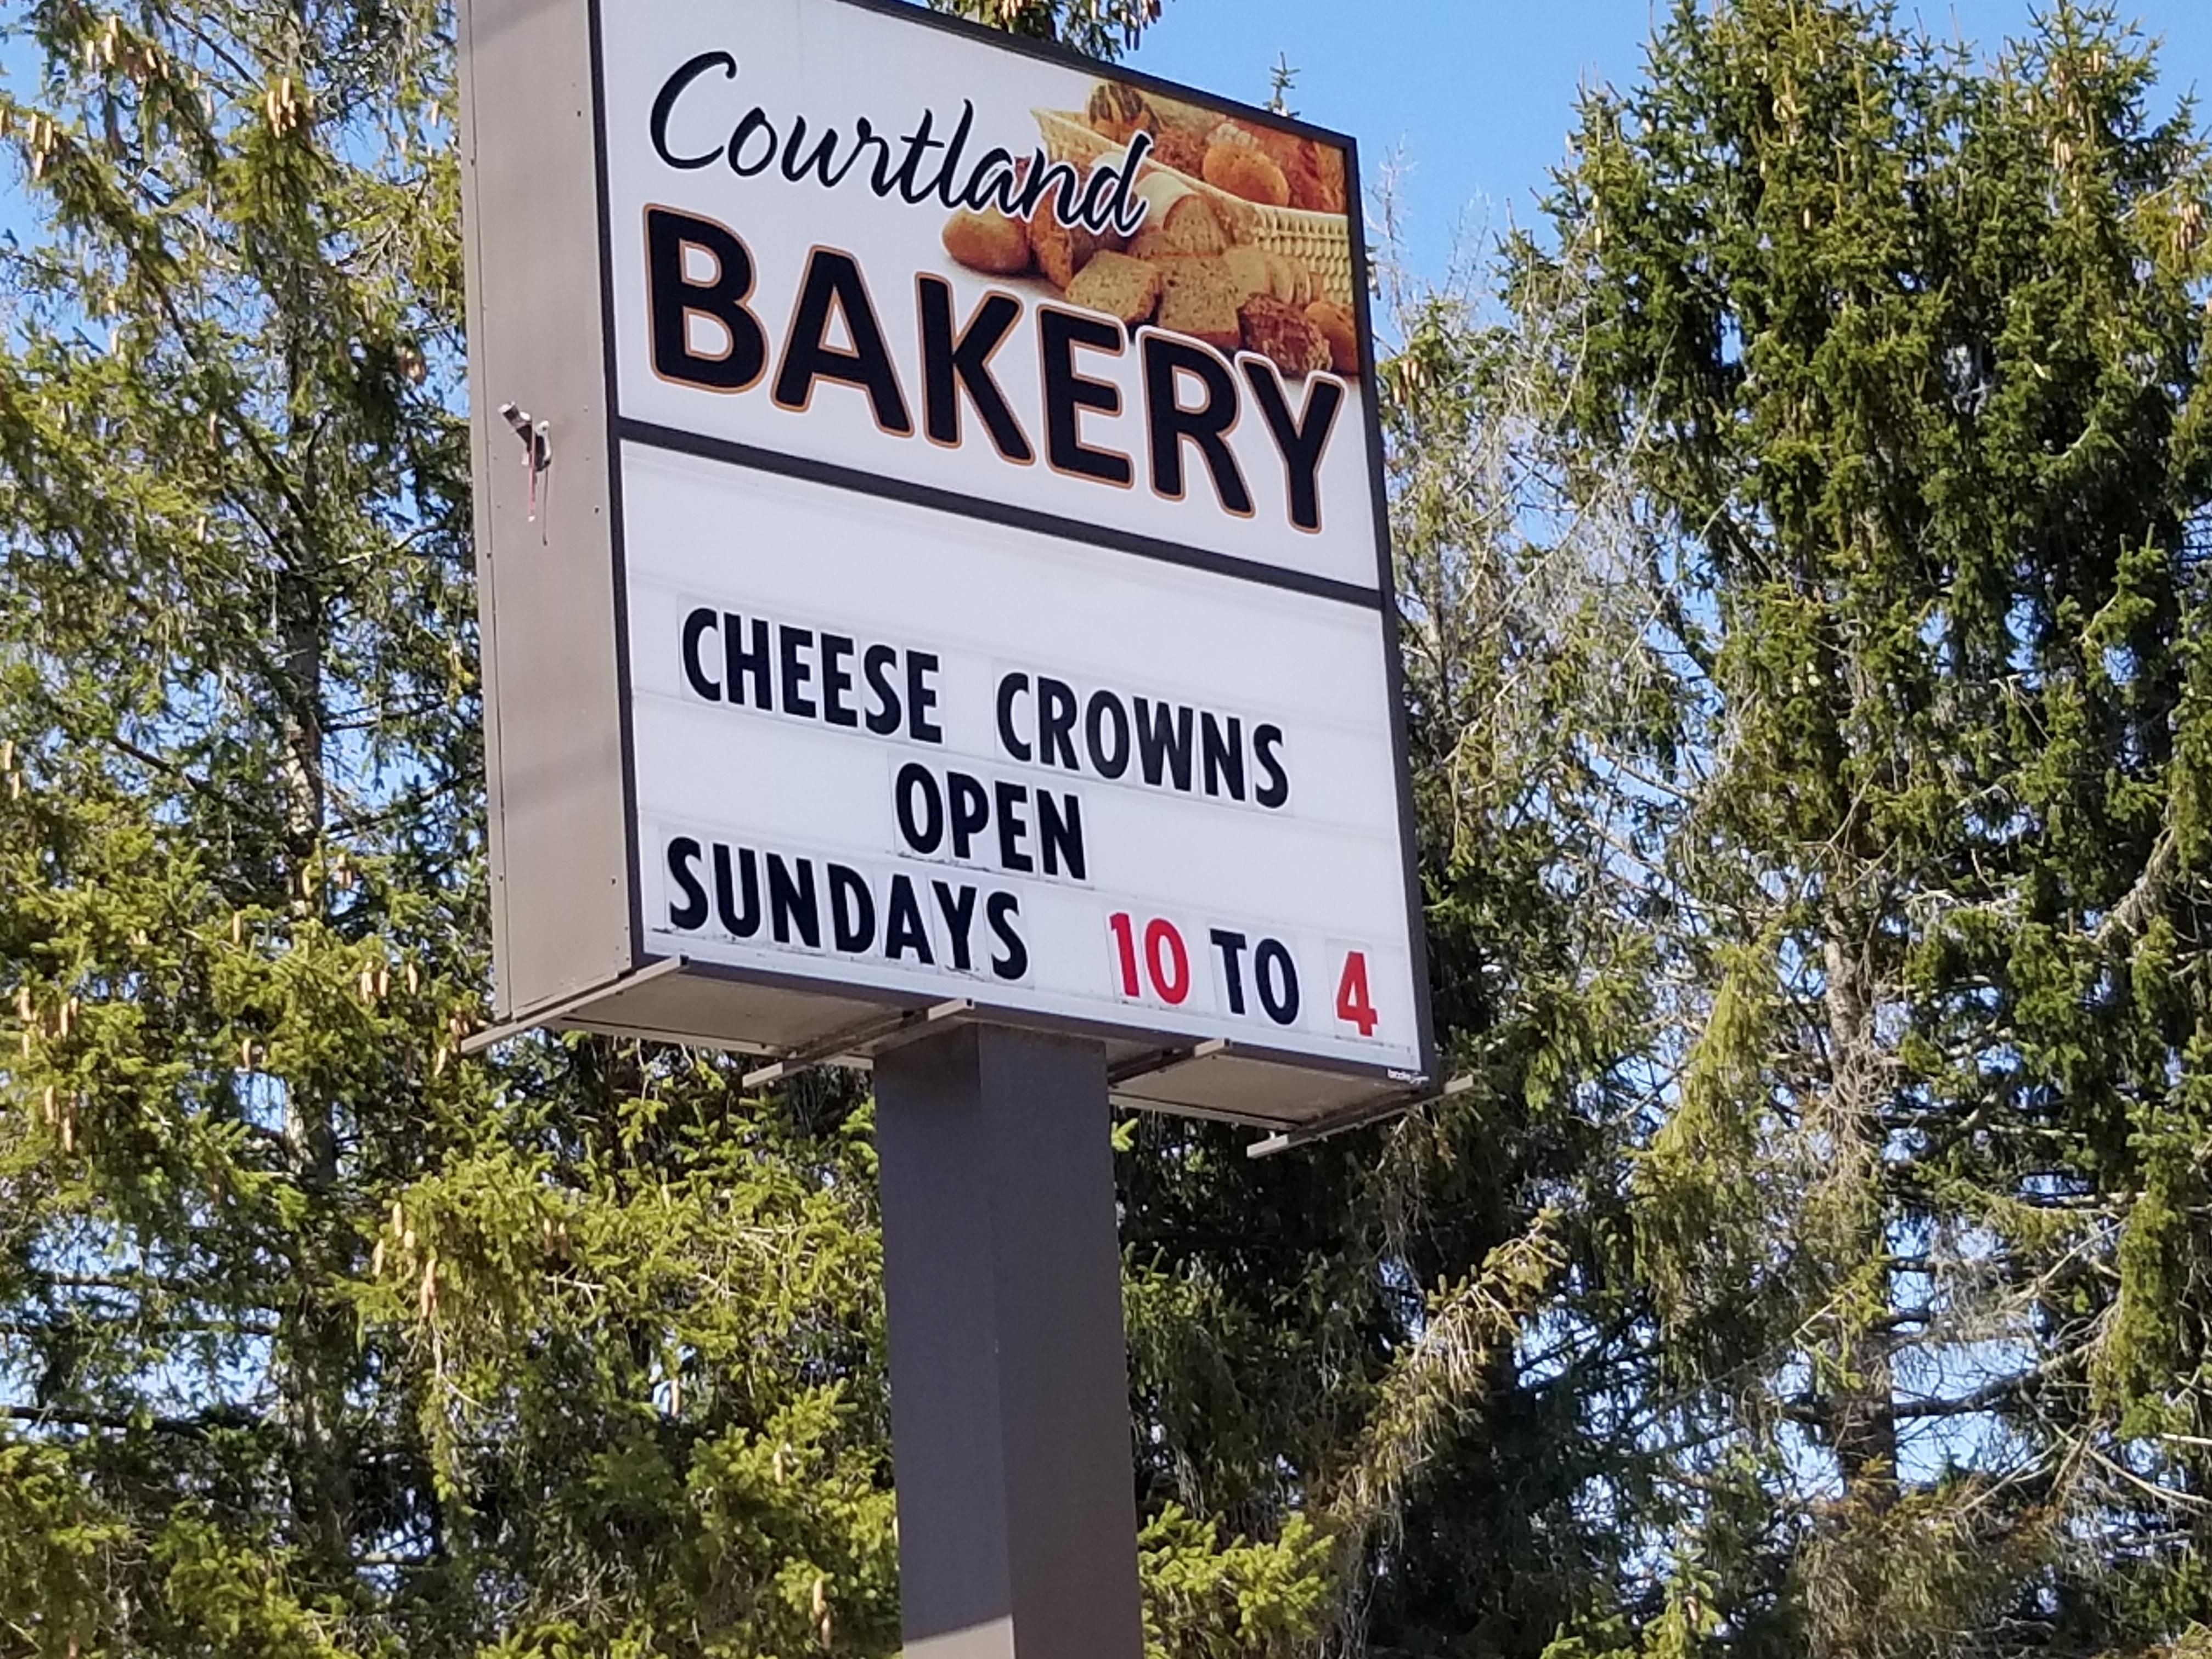 Courtland
BAKERY
CHEESE CROWNS
OPEN
SUNDAYS 10 TO 4